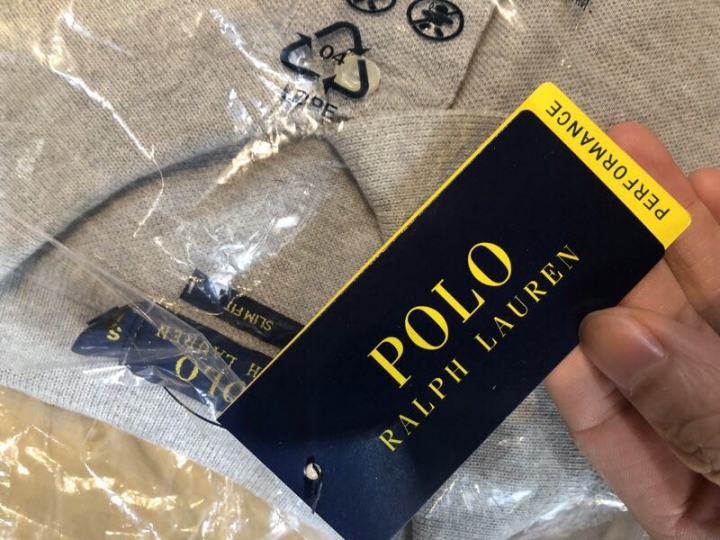 04
LDPE
PERFORMANCE
POLO
RALPH LAUREN
SLIM FIT
S